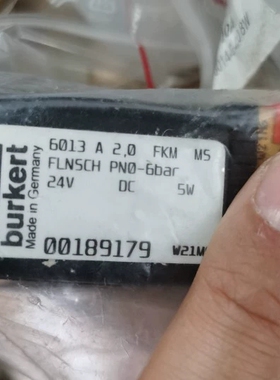 burkert
Made in Germany
6013 A 2,0 FKM MS
FLNSCH PN0-6bar
24V DC 5W
00189179 W21M